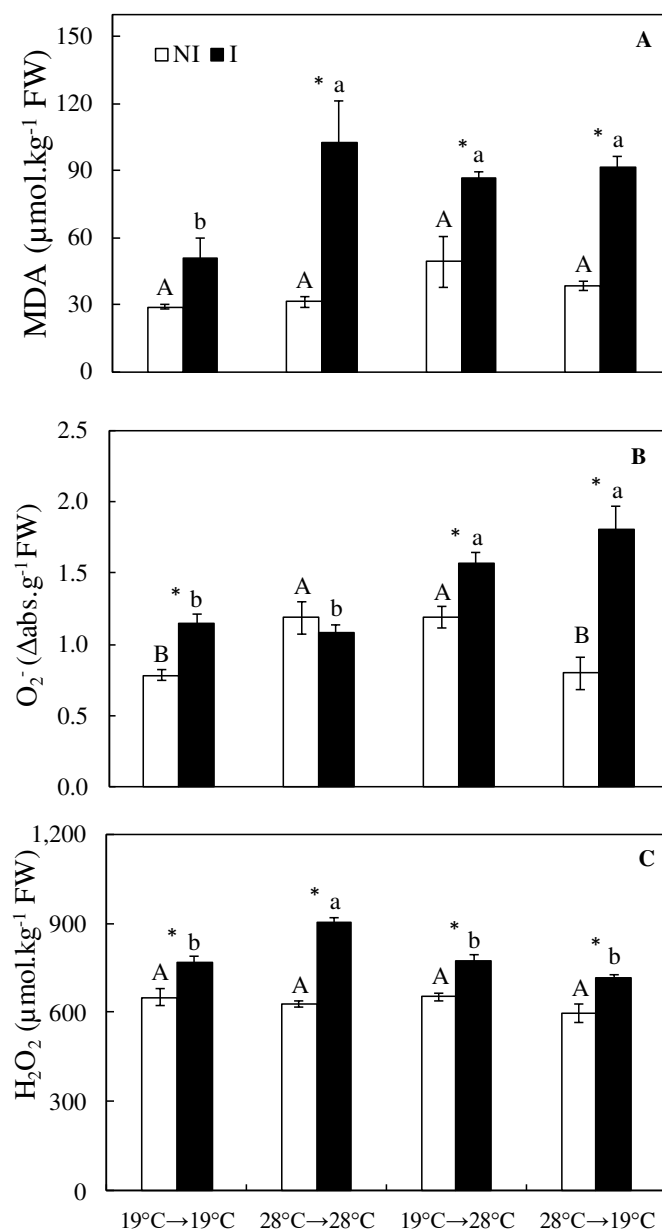 A
NI I
MDA (µmol.kg⁻¹ FW)
150
120
90
60
30
0
A b
A * a
A * a
A * a
B
O₂⁻ (Δabs.g⁻¹FW)
2.5
2.0
1.5
1.0
0.5
0.0
B * b
A b
A * a
B * a
C
H₂O₂ (µmol.kg⁻¹ FW)
1,200
900
600
300
0
A * b
A * a
A * b
A * b
19°C→19°C 28°C→28°C 19°C→28°C 28°C→19°C